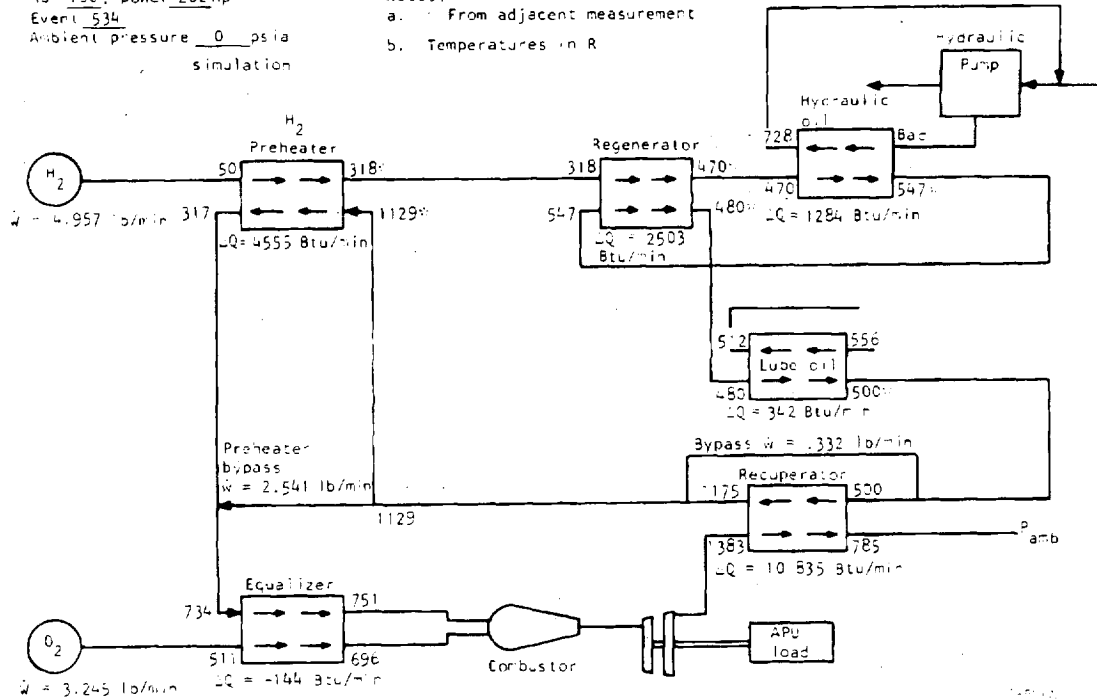 Event 534
Ambient pressure 0 psia
simulation
a. From adjacent measurement
b. Temperatures in R
Hydraulic
Pump
Hydraulic
oil
728
Bac
470
547
ΔQ = 1284 Btu/min
H2
Preheater
H2
50
318
317
1129
Ẇ = 4.957 lb/min
ΔQ = 4555 Btu/min
Regenerator
318
470
547
480
ΔQ = 2503
Btu/min
512
556
Lube oil
480
500
ΔQ = 342 Btu/min
Preheater
bypass
Ẇ = 2.541 lb/min
1129
Bypass Ẇ = .332 lb/min
Recuperator
1175
500
1383
785
Pamb
ΔQ = 10 835 Btu/min
Equalizer
734
751
O2
511
696
Ẇ = 3.245 lb/min
ΔQ = -144 Btu/min
Combustor
APU
load